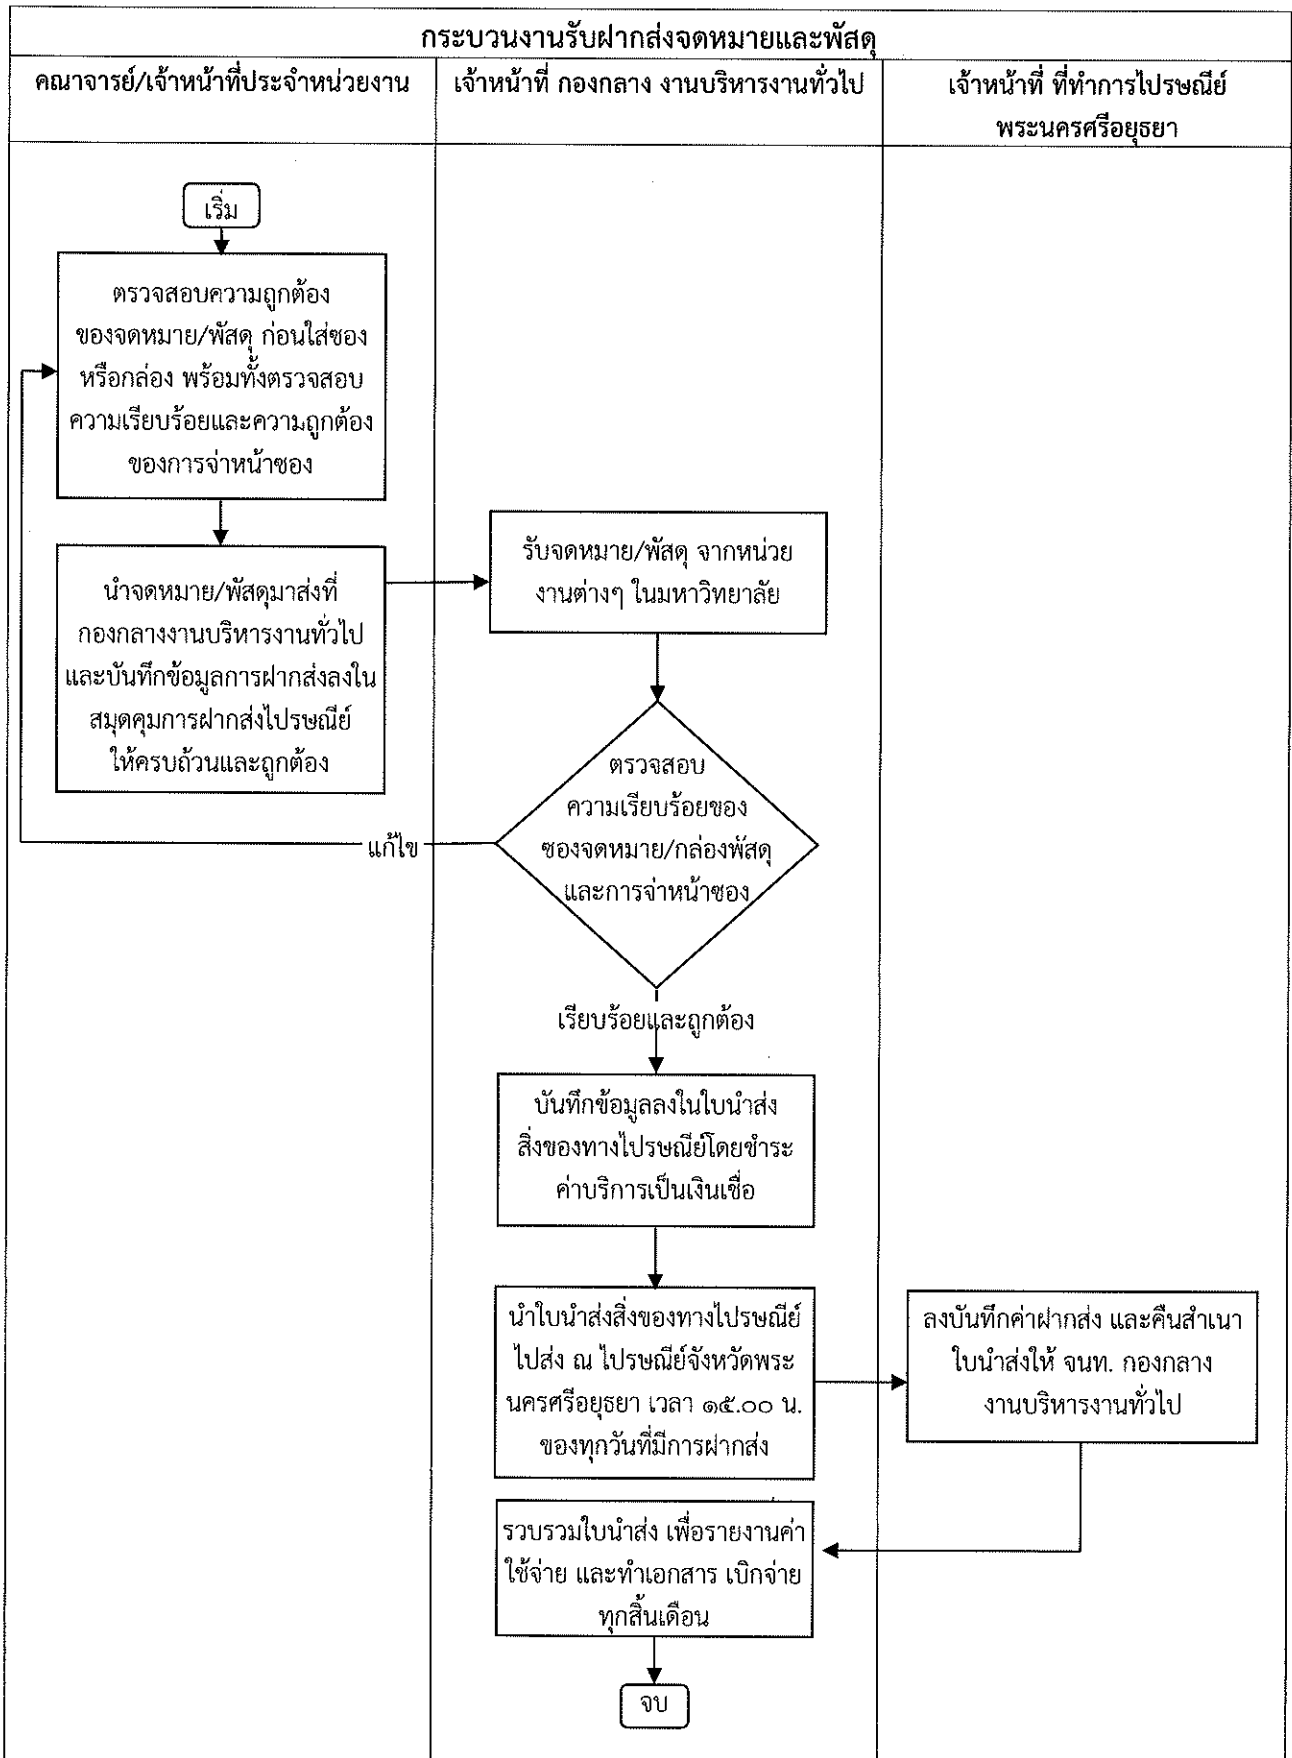 กระบวนงานรับฝากส่งจดหมายและพัสดุ
คณาจารย์/เจ้าหน้าที่ประจำหน่วยงาน
เจ้าหน้าที่ กองกลาง งานบริหารงานทั่วไป
เจ้าหน้าที่ ที่ทำการไปรษณีย์
พระนครศรีอยุธยา
เริ่ม
ตรวจสอบความถูกต้อง
ของจดหมาย/พัสดุ ก่อนใส่ซอง
หรือกล่อง พร้อมทั้งตรวจสอบ
ความเรียบร้อยและความถูกต้อง
ของการจ่าหน้าซอง
นำจดหมาย/พัสดุมาส่งที่
กองกลางงานบริหารงานทั่วไป
และบันทึกข้อมูลการฝากส่งลงใน
สมุดคุมการฝากส่งไปรษณีย์
ให้ครบถ้วนและถูกต้อง
รับจดหมาย/พัสดุ จากหน่วย
งานต่างๆ ในมหาวิทยาลัย
ตรวจสอบ
ความเรียบร้อยของ
ซองจดหมาย/กล่องพัสดุ
และการจ่าหน้าซอง
แก้ไข
เรียบร้อยและถูกต้อง
บันทึกข้อมูลลงในใบนำส่ง
สิ่งของทางไปรษณีย์โดยชำระ
ค่าบริการเป็นเงินเชื่อ
นำใบนำส่งสิ่งของทางไปรษณีย์
ไปส่ง ณ ไปรษณีย์จังหวัดพระ
นครศรีอยุธยา เวลา ๑๕.๐๐ น.
ของทุกวันที่มีการฝากส่ง
ลงบันทึกค่าฝากส่ง และคืนสำเนา
ใบนำส่งให้ จนท. กองกลาง
งานบริหารงานทั่วไป
รวบรวมใบนำส่ง เพื่อรายงานค่า
ใช้จ่าย และทำเอกสาร เบิกจ่าย
ทุกสิ้นเดือน
จบ